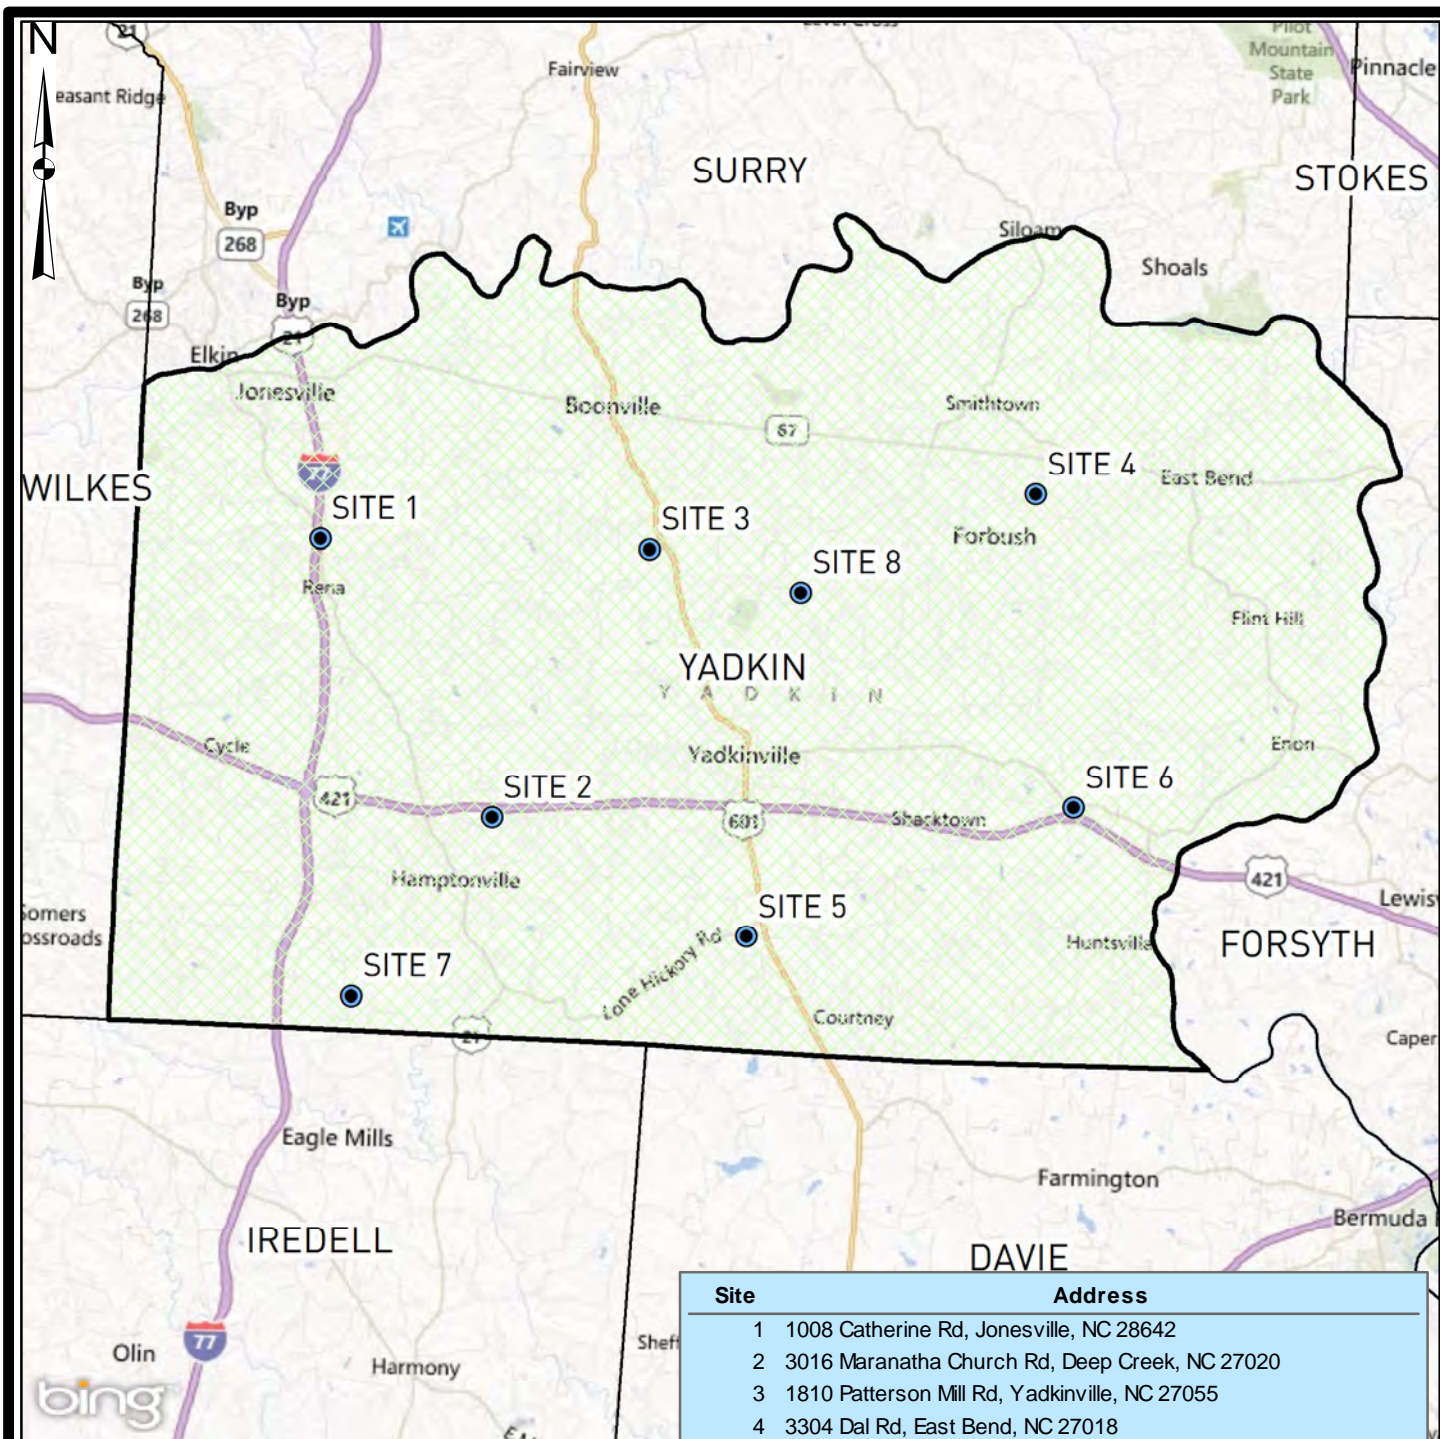 N
21
Fairview
Pilot
Mountain
State
Park
Pinnacle
easant Ridge
SURRY
STOKES
Byp
268
Siloam
Shoals
Byp
268
Byp
21
Elkin
Jonesville
Boonville
67
Smithtown
WILKES
77
SITE 1
SITE 3
SITE 4
East Bend
Forbush
SITE 8
Rena
Flint Hill
YADKIN
YADKIN
Cycle
Yadkinville
Enon
421
SITE 2
601
Shacktown
SITE 6
Hamptonville
421
Lewis
Somers
ossroads
SITE 5
Lone Hickory Rd
Huntsville
FORSYTH
SITE 7
21
Courtney
Caper
Eagle Mills
Farmington
Bermuda
IREDELL
DAVIE
77
Olin
Harmony
Sheff
bing
Site Address
1 1008 Catherine Rd, Jonesville, NC 28642
2 3016 Maranatha Church Rd, Deep Creek, NC 27020
3 1810 Patterson Mill Rd, Yadkinville, NC 27055
4 3304 Dal Rd, East Bend, NC 27018